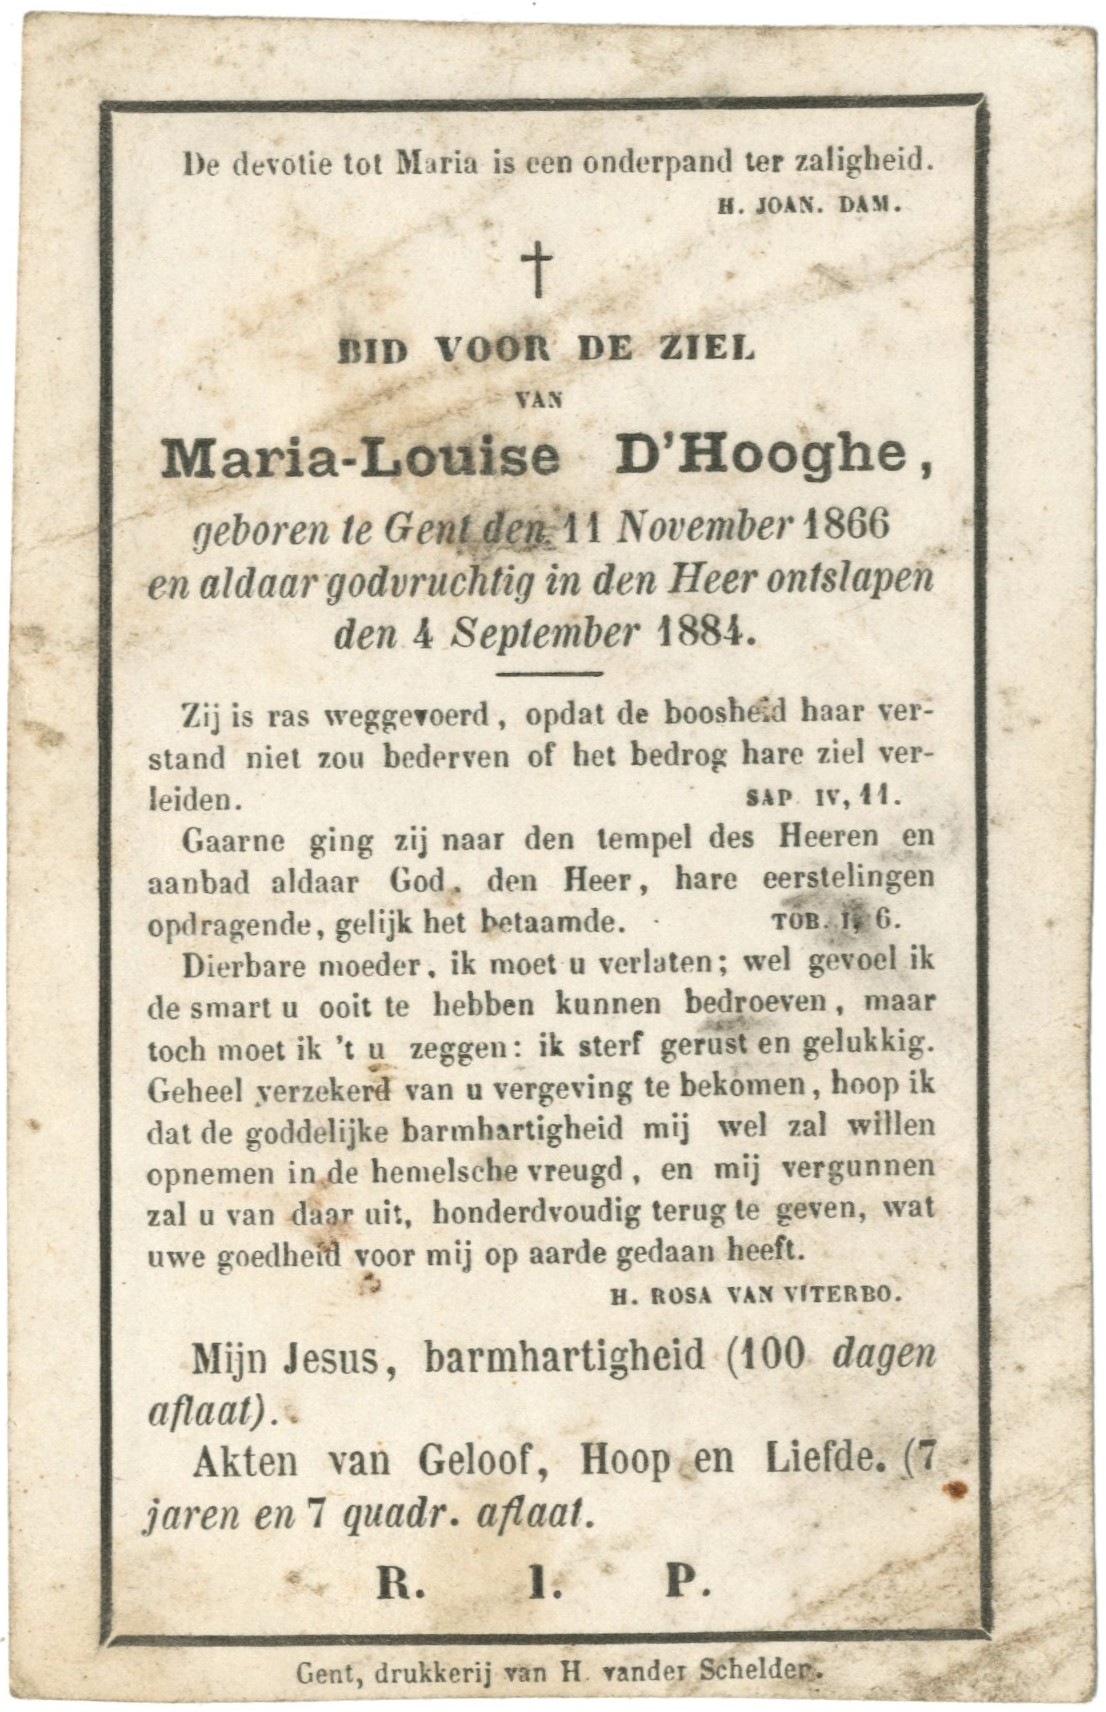 De devotie tot Maria is een onderpand ter zaligheid.
H. JOAN. DAM.
†
BID VOOR DE ZIEL
VAN
Maria-Louise D'Hooghe,
geboren te Gent den 11 November 1866
en aldaar godvruchtig in den Heer ontslapen
den 4 September 1884.
Zij is ras weggevoerd, opdat de boosheid haar ver-
stand niet zou bederven of het bedrog hare ziel ver-
leiden. SAP IV, 11.
Gaarne ging zij naar den tempel des Heeren en
aanbad aldaar God, den Heer, hare eerstelingen
opdragende, gelijk het betaamde. TOB. I, 6.
Dierbare moeder, ik moet u verlaten; wel gevoel ik
de smart u ooit te hebben kunnen bedroeven, maar
toch moet ik 't u zeggen: ik sterf gerust en gelukkig.
Geheel verzekerd van u vergeving te bekomen, hoop ik
dat de goddelijke barmhartigheid mij wel zal willen
opnemen in de hemelsche vreugd, en mij vergunnen
zal u van daar uit, honderdvoudig terug te geven, wat
uwe goedheid voor mij op aarde gedaan heeft.
H. ROSA VAN VITERBO.
Mijn Jesus, barmhartigheid (100 dagen
aflaat).
Akten van Geloof, Hoop en Liefde. (7
jaren en 7 quadr. aflaat.
R. I. P.
Gent, drukkerij van H. vander Schelden.